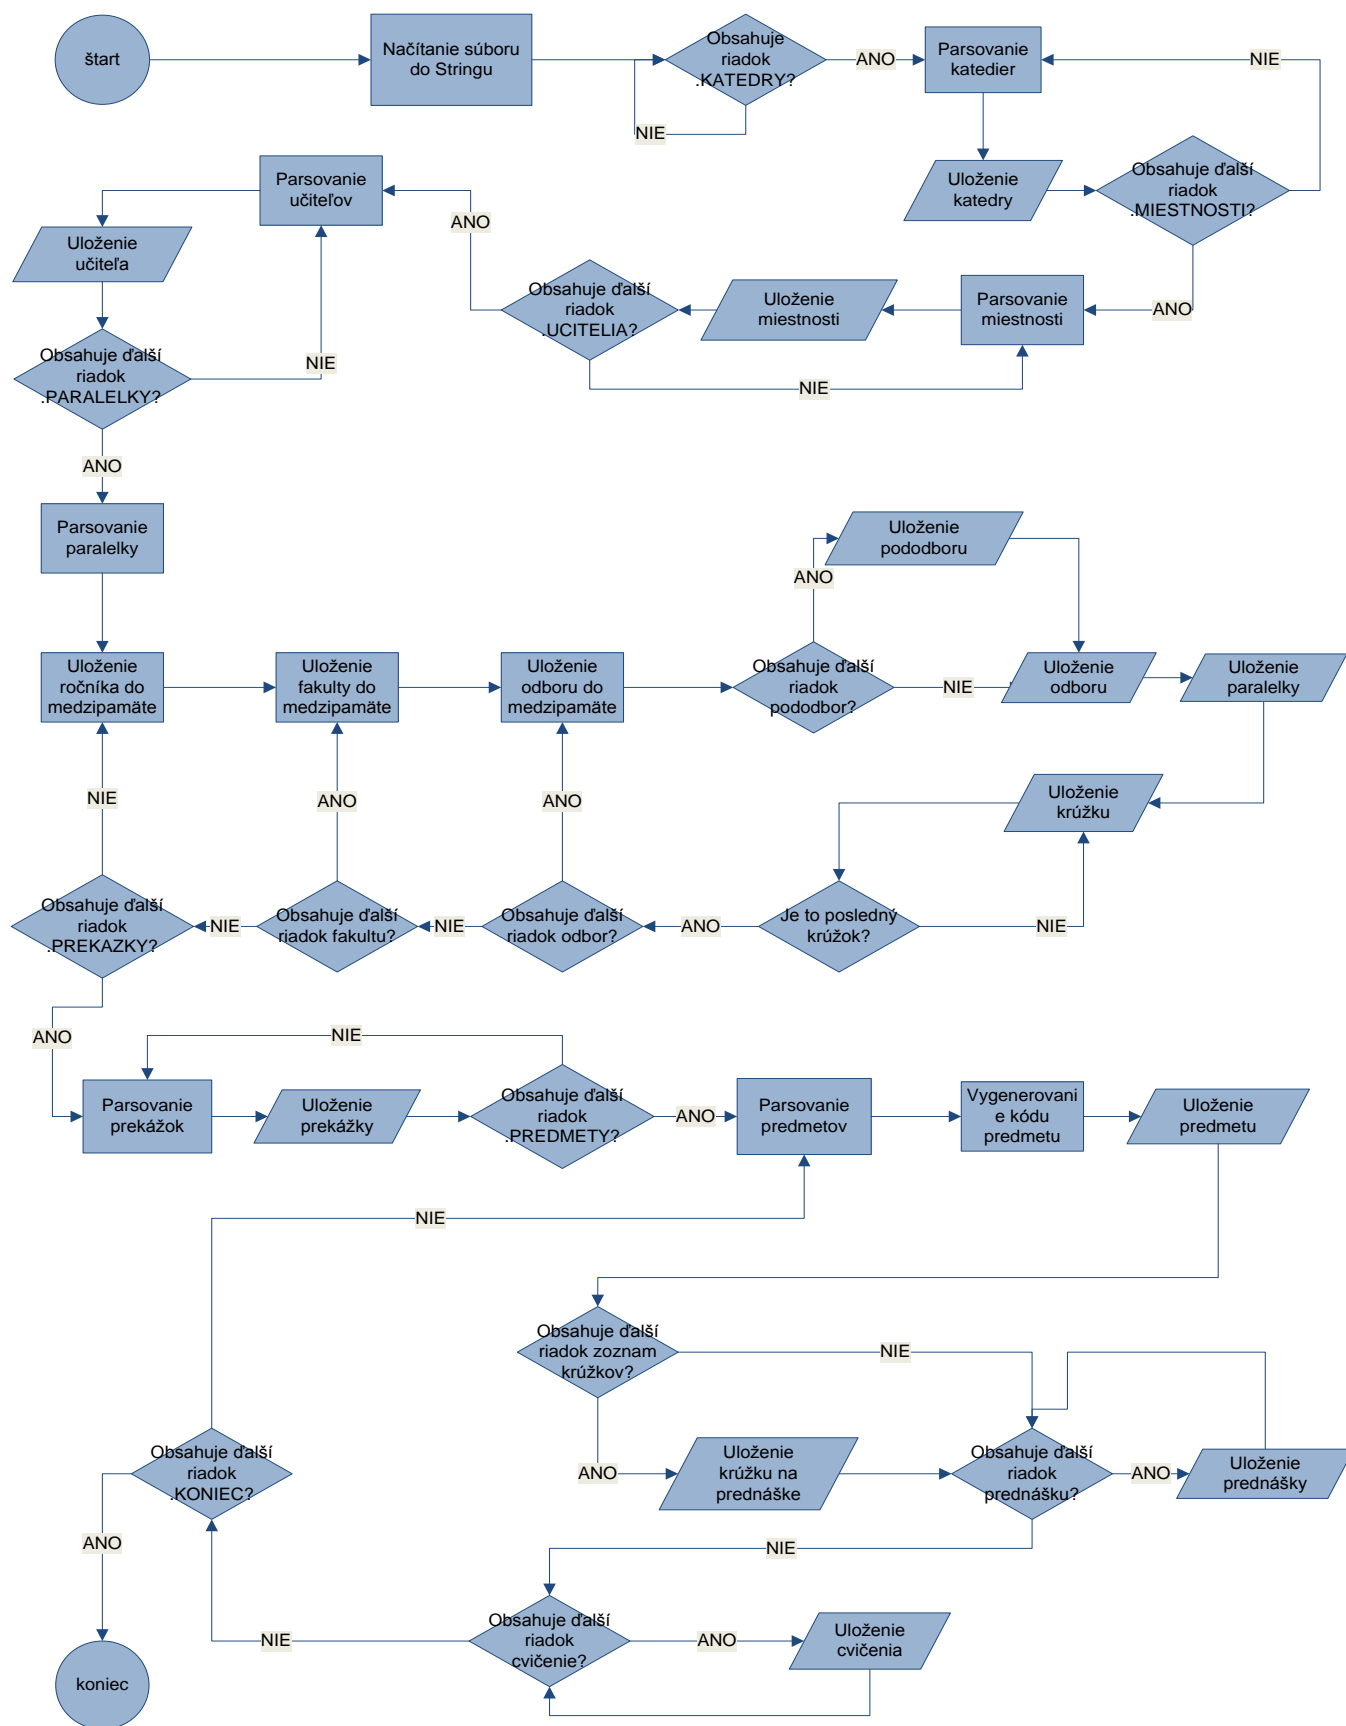 štart
Načítanie súboru
do Stringu
Obsahuje
riadok
.KATEDRY?
ANO
Parsovanie
katedier
NIE
NIE
Uloženie
katedry
Obsahuje ďalší
riadok
.MIESTNOSTI?
Parsovanie
učiteľov
ANO
Uloženie
učiteľa
Obsahuje ďalší
riadok
.UCITELIA?
Uloženie
miestnosti
Parsovanie
miestnosti
ANO
Obsahuje ďalší
riadok
.PARALELKY?
NIE
NIE
ANO
Parsovanie
paralelky
Uloženie
pododboru
ANO
Uloženie
ročníka do
medzipamäte
Uloženie
fakulty do
medzipamäte
Uloženie
odboru do
medzipamäte
Obsahuje ďalší
riadok
pododbor?
NIE
Uloženie
odboru
Uloženie
paralelky
NIE
ANO
ANO
Uloženie
krúžku
Obsahuje ďalší
riadok
.PREKAZKY?
NIE
Obsahuje ďalší
riadok fakultu?
NIE
Obsahuje ďalší
riadok odbor?
ANO
Je to posledný
krúžok?
NIE
ANO
NIE
Parsovanie
prekážok
Uloženie
prekážky
Obsahuje ďalší
riadok
.PREDMETY?
ANO
Parsovanie
predmetov
Vygenerovani
e kódu
predmetu
Uloženie
predmetu
NIE
Obsahuje ďalší
riadok zoznam
krúžkov?
NIE
Obsahuje ďalší
riadok
.KONIEC?
ANO
Uloženie
krúžku na
prednáške
Obsahuje ďalší
riadok
prednášku?
ANO
Uloženie
prednášky
ANO
NIE
NIE
Obsahuje ďalší
riadok
cvičenie?
ANO
Uloženie
cvičenia
koniec